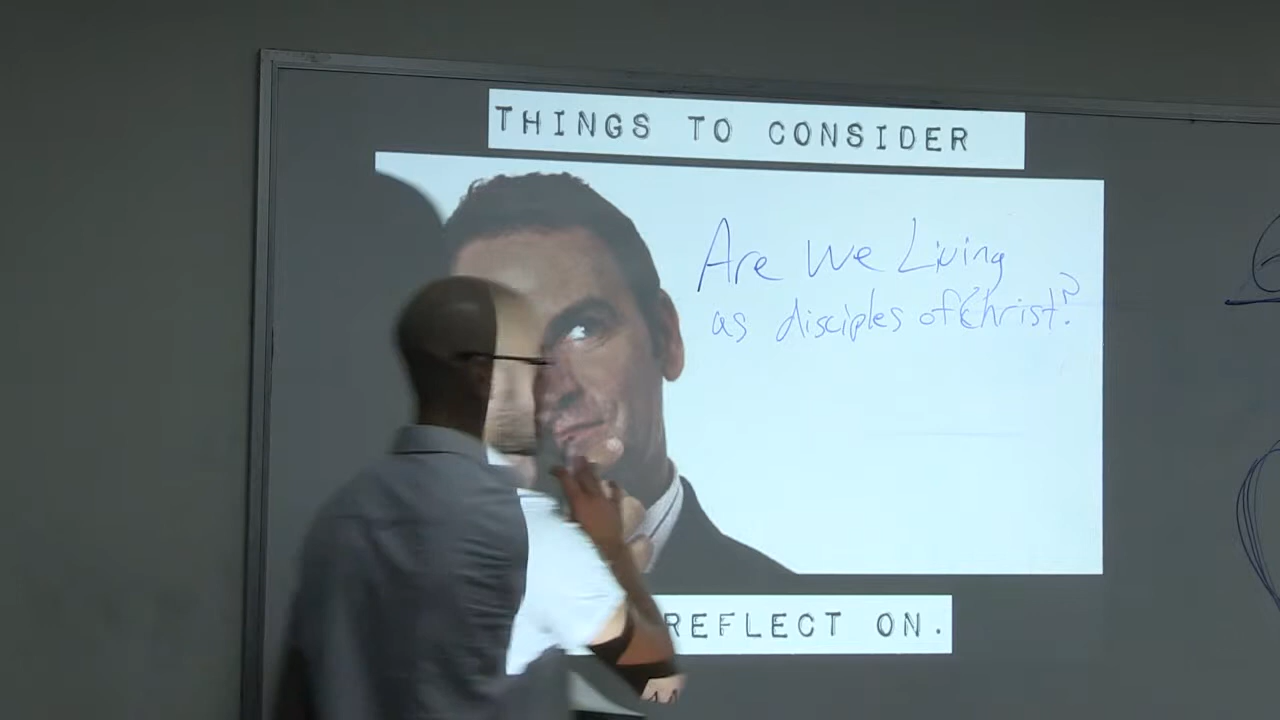 THINGS TO CONSIDER
Are We Living
as disciples of Christ?
REFLECT ON.